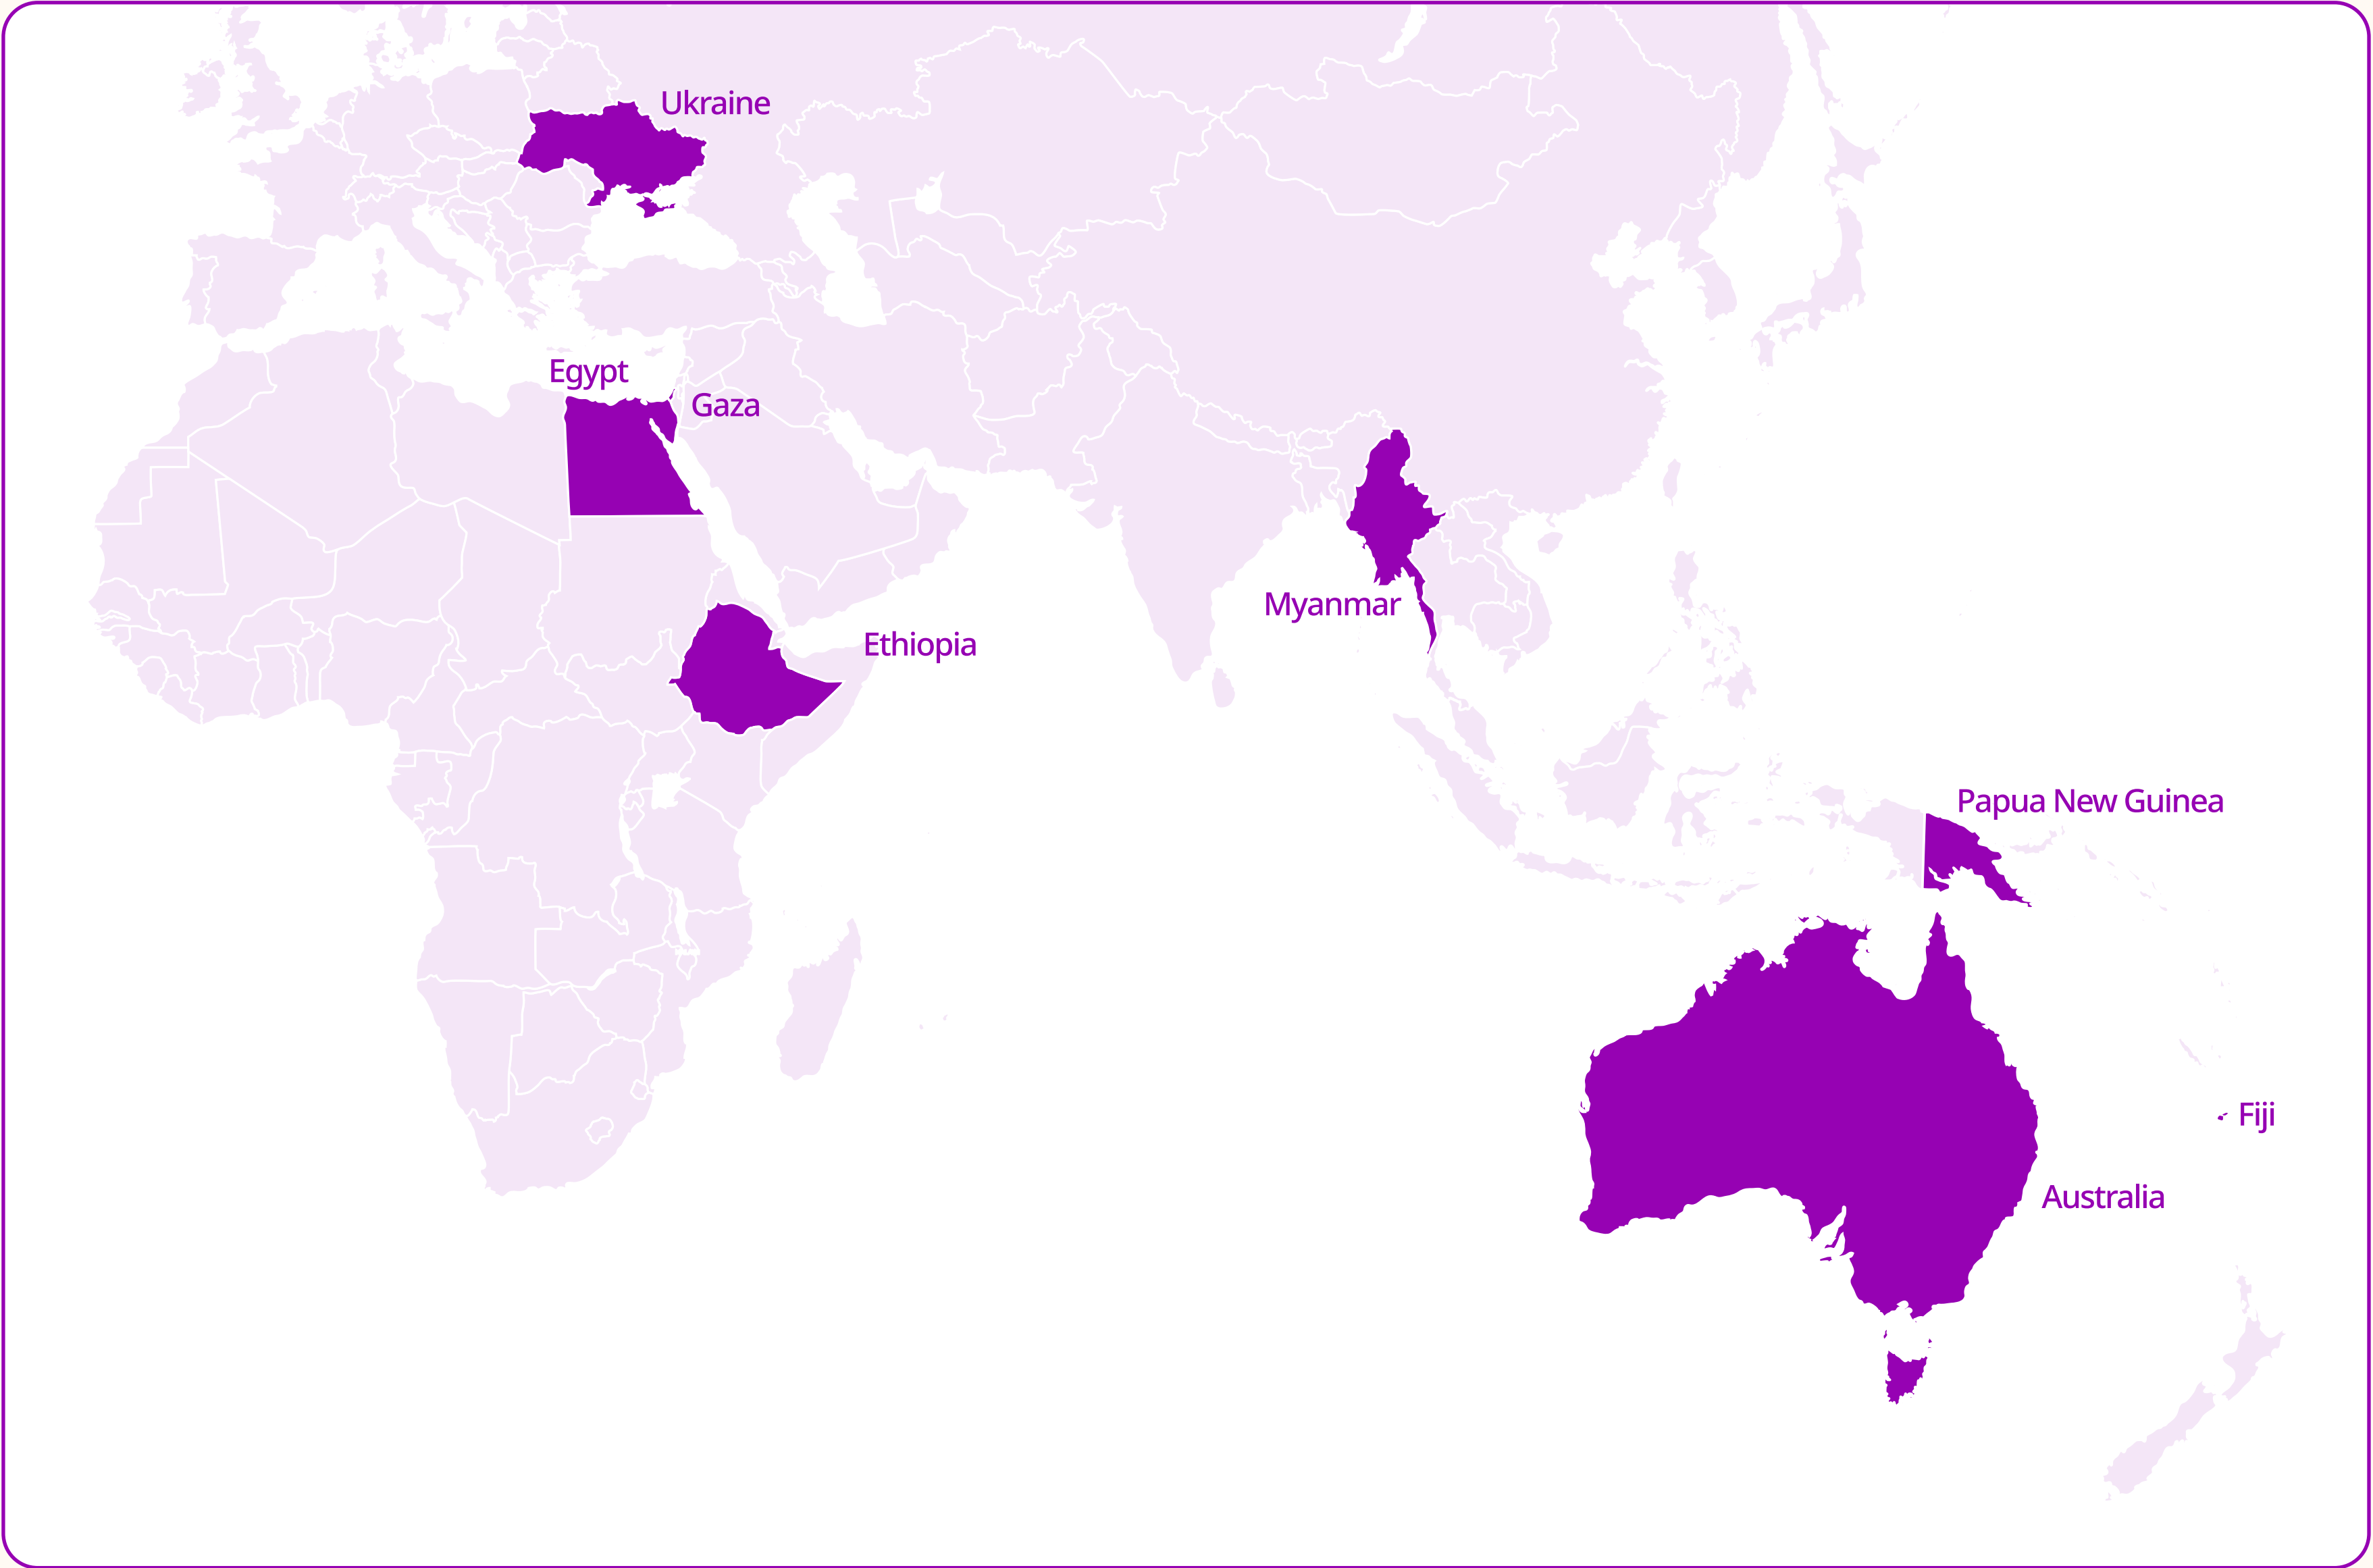 Ukraine
Egypt
Gaza
Myanmar
Ethiopia
Papua New Guinea
Fiji
Australia